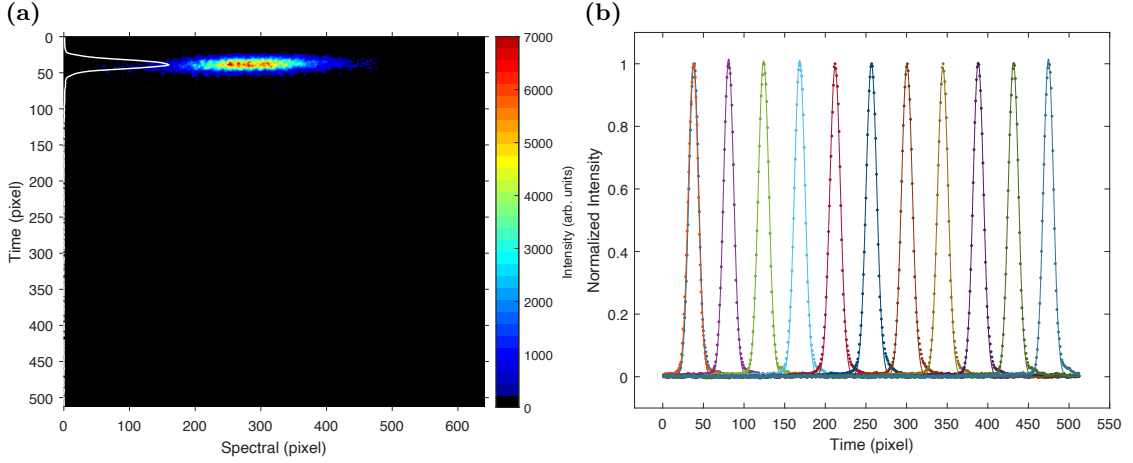 (a)
0
50
100
150
200
250
300
350
400
450
500
Time (pixel)
0 100 200 300 400 500 600
Spectral (pixel)
7000
6000
5000
4000
3000
2000
1000
0
Intensity (arb. units)
(b)
1
0.8
0.6
0.4
0.2
0
Normalized Intensity
0 50 100 150 200 250 300 350 400 450 500 550
Time (pixel)